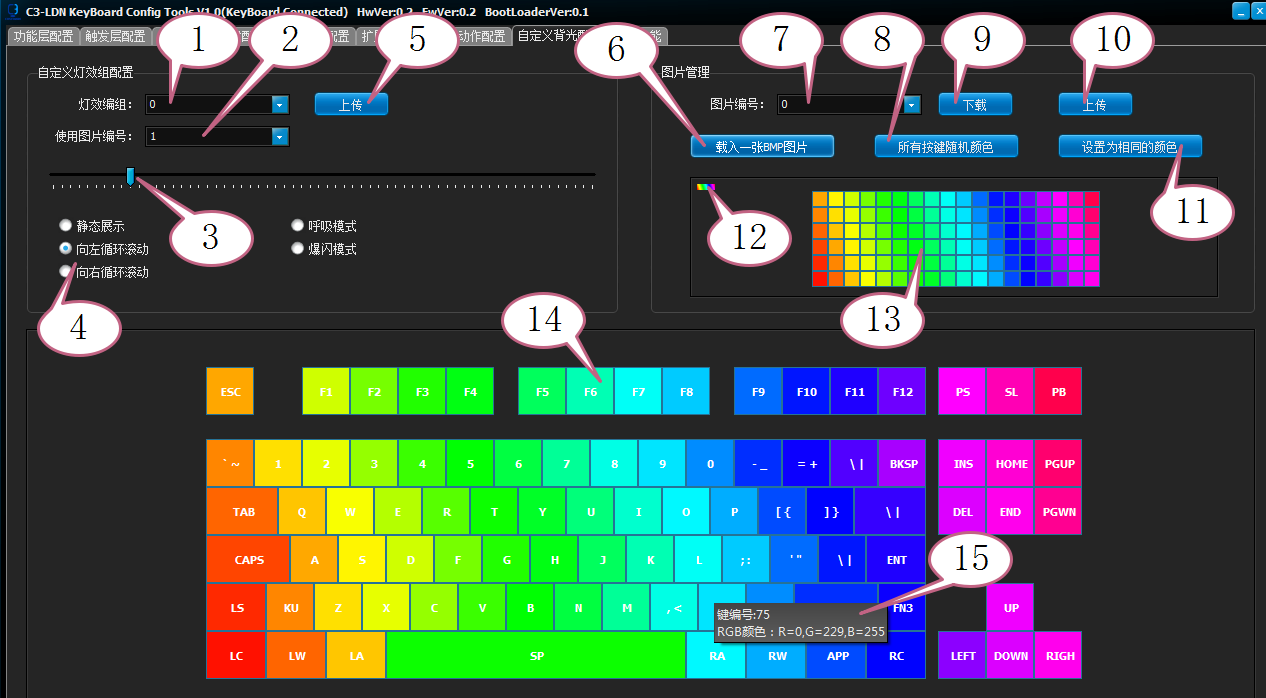 C3-LDN KeyBoard Config Tools V1.0(KeyBoard Connected) HwVer:0.2 FwVer:0.2 BootLoaderVer:0.1
功能层配置 触发层配置 配置 动作配置 自定义背光配 能
1 2 5 6 7 8 9 10
自定义灯效组配置
灯效编组： 0 上传
使用图片编号： 1
3
静态展示 呼吸模式
向左循环滚动 爆闪模式
向右循环滚动
4
图片管理
图片编号： 0 下载 上传
载入一张BMP图片 所有按键随机颜色 设置为相同的颜色
11
12
13
14
ESC F1 F2 F3 F4 F5 F6 F7 F8 F9 F10 F11 F12 PS SL PB
` ~ 1 2 3 4 5 6 7 8 9 0 - _ = + \ | BKSP INS HOME PGUP
TAB Q W E R T Y U I O P [ { ] } \ | DEL END PGWN
CAPS A S D F G H J K L ; : ' " \ | ENT
15
LS KU Z X C V B N M , < FN3 UP
键编号:75
RGB颜色：R=0,G=229,B=255
LC LW LA SP RA RW APP RC LEFT DOWN RIGH